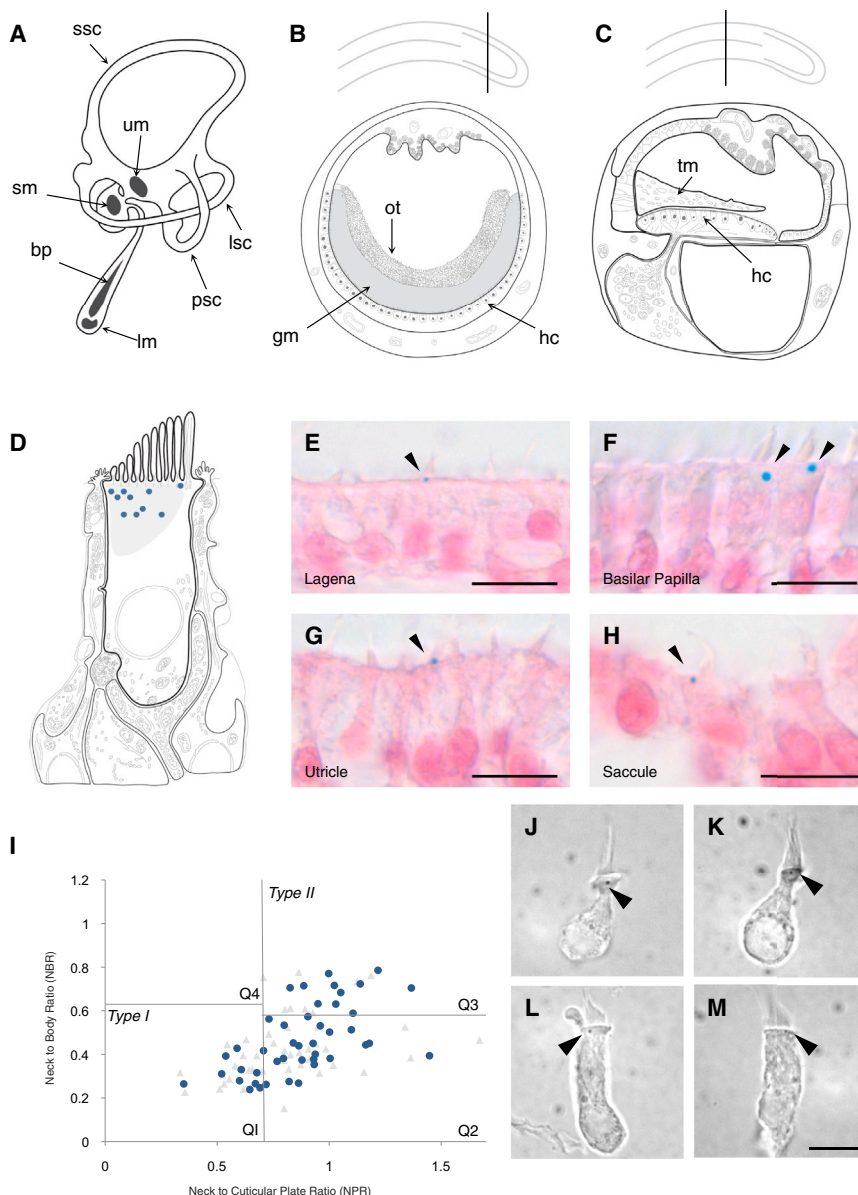 A
ssc
um
sm
bp
lm
psc
lsc
B
ot
gm
hc
C
tm
hc
D
E
Lagena
F
Basilar Papilla
G
Utricle
H
Saccule
I
Neck to Body Ratio (NBR)
1.2
1
0.8
0.6
0.4
0.2
0
Type II
Type I
Q4
Q3
QI
Q2
0
0.5
1
1.5
Neck to Cuticular Plate Ratio (NPR)
J
K
L
M